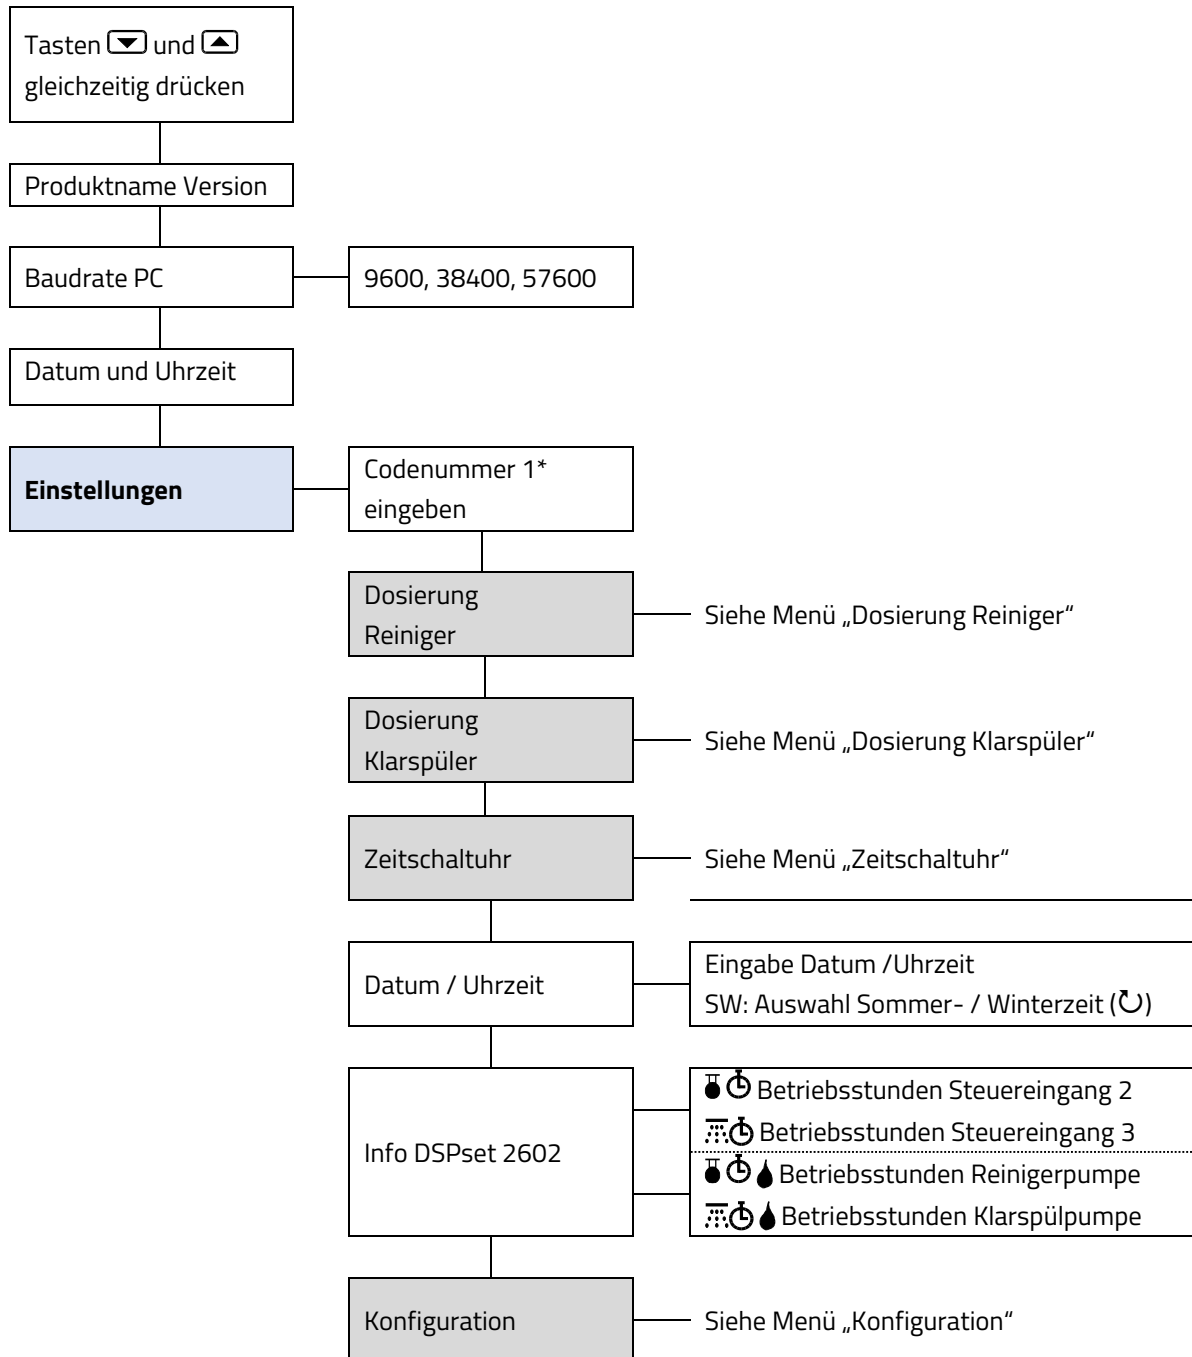 Tasten ▼ und ▲
gleichzeitig drücken
Produktname Version
Baudrate PC
9600, 38400, 57600
Datum und Uhrzeit
Einstellungen
Codenummer 1*
eingeben
Dosierung
Reiniger
Siehe Menü „Dosierung Reiniger“
Dosierung
Klarspüler
Siehe Menü „Dosierung Klarspüler“
Zeitschaltuhr
Siehe Menü „Zeitschaltuhr“
Datum / Uhrzeit
Eingabe Datum /Uhrzeit
SW: Auswahl Sommer- / Winterzeit (↻)
Info DSPset 2602
Betriebsstunden Steuereingang 2
Betriebsstunden Steuereingang 3
Betriebsstunden Reinigerpumpe
Betriebsstunden Klarspülpumpe
Konfiguration
Siehe Menü „Konfiguration“